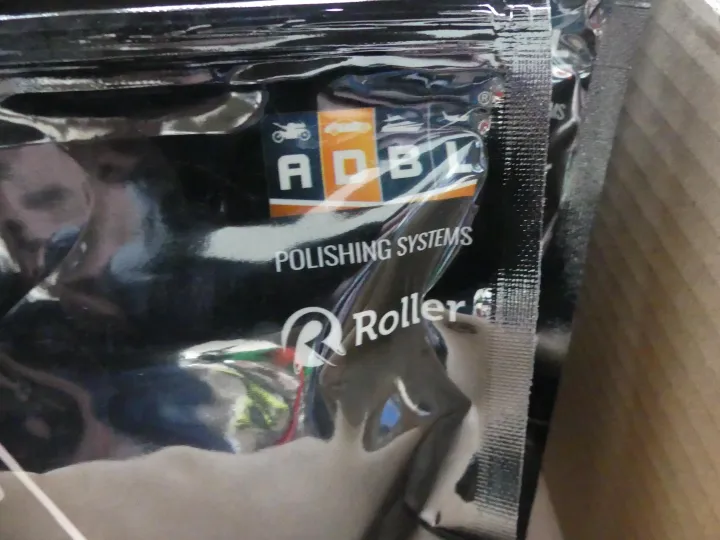 ADBL
POLISHING SYSTEMS
Roller